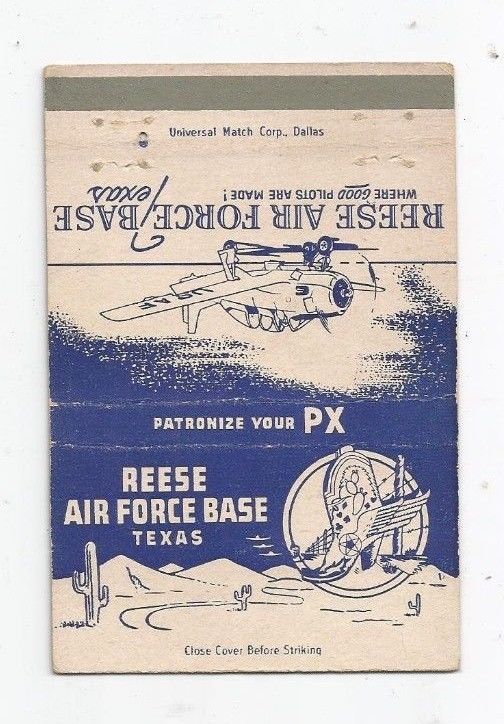 Universal Match Corp., Dallas
WHERE GOOD PILOTS ARE MADE!
REESE AIR FORCE BASE
Texas
PATRONIZE YOUR PX
REESE
AIR FORCE BASE
TEXAS
Close Cover Before Striking